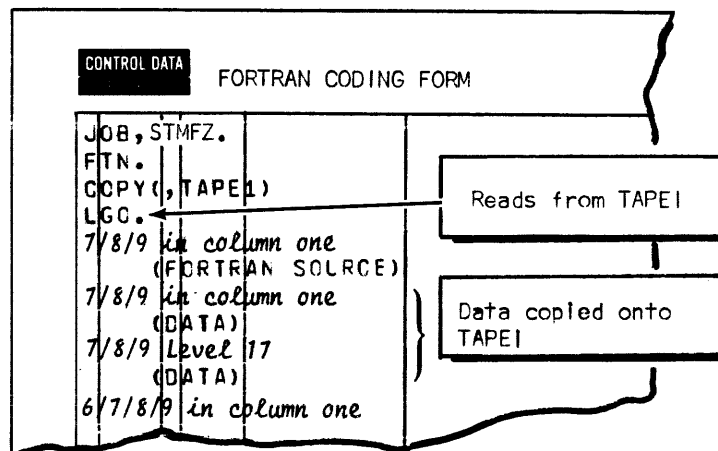 CONTROL DATA
FORTRAN CODING FORM
JOB,STMFZ.
FTN.
COPY(,TAPE1)
LGO.
Reads from TAPE1
7/8/9 in column one
(FORTRAN SOURCE)
7/8/9 in column one
(DATA)
7/8/9 Level 17
(DATA)
Data copied onto
TAPE1
6/7/8/9 in column one